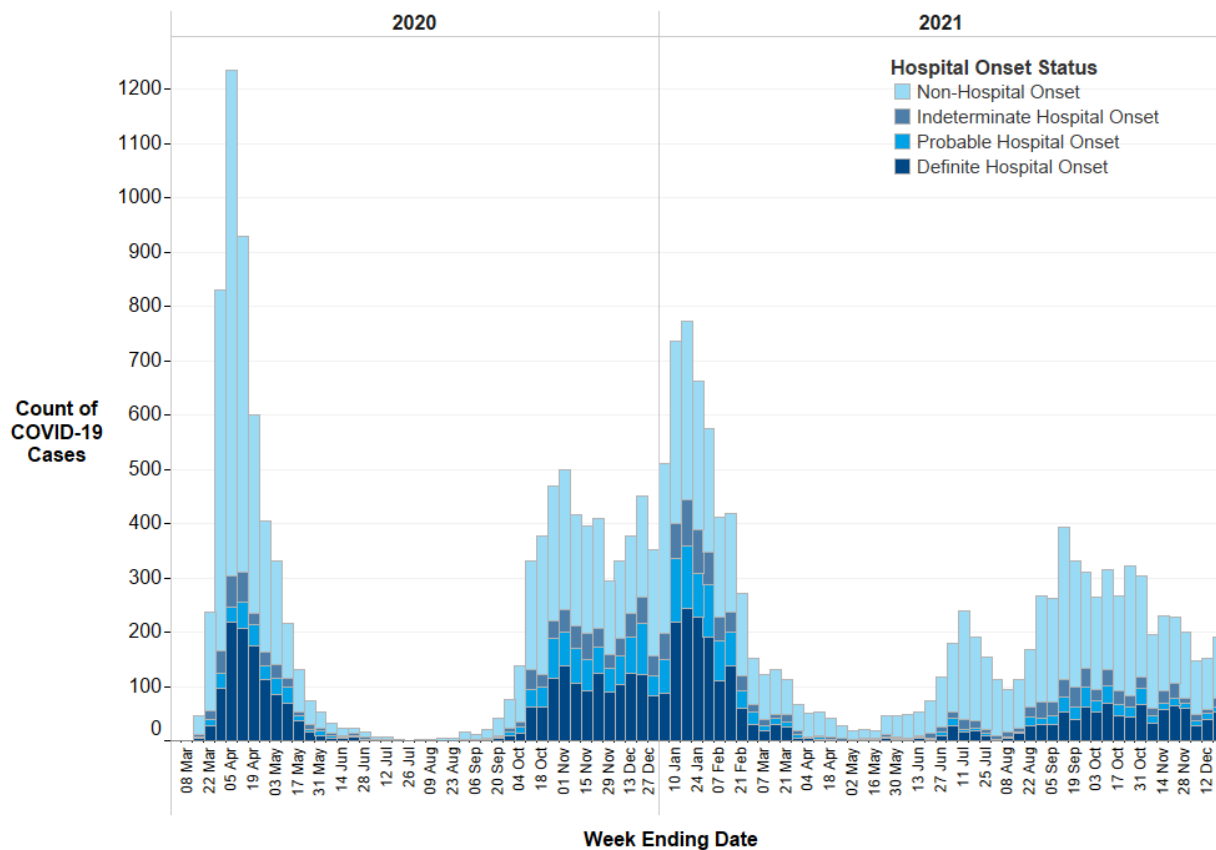 2020 2021
Hospital Onset Status
Non-Hospital Onset
Indeterminate Hospital Onset
Probable Hospital Onset
Definite Hospital Onset
1200
1100
1000
900
800
700
600
500
400
300
200
100
0
Count of
COVID-19
Cases
08 Mar
22 Mar
05 Apr
19 Apr
03 May
17 May
31 May
14 Jun
28 Jun
12 Jul
26 Jul
09 Aug
23 Aug
06 Sep
20 Sep
04 Oct
18 Oct
01 Nov
15 Nov
29 Nov
13 Dec
27 Dec
10 Jan
24 Jan
07 Feb
21 Feb
07 Mar
21 Mar
04 Apr
18 Apr
02 May
16 May
30 May
13 Jun
27 Jun
11 Jul
25 Jul
08 Aug
22 Aug
05 Sep
19 Sep
03 Oct
17 Oct
31 Oct
14 Nov
28 Nov
12 Dec
Week Ending Date